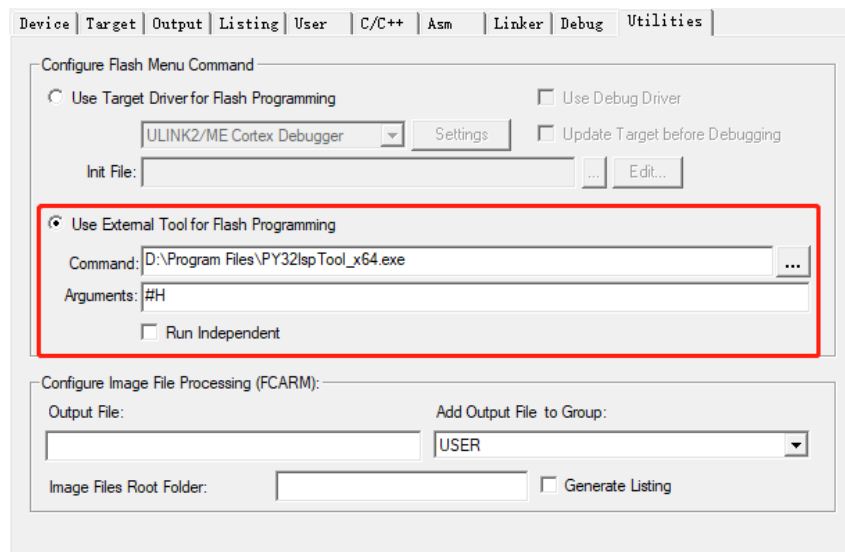 Device Target Output Listing User C/C++ Asm Linker Debug Utilities
Configure Flash Menu Command
Use Target Driver for Flash Programming
Use Debug Driver
ULINK2/ME Cortex Debugger
Settings
Update Target before Debugging
Init File:
...
Edit...
Use External Tool for Flash Programming
Command: D:\Program Files\PY32IspTool_x64.exe
...
Arguments: #H
Run Independent
Configure Image File Processing (FCARM):
Output File:
Add Output File to Group:
USER
Image Files Root Folder:
Generate Listing